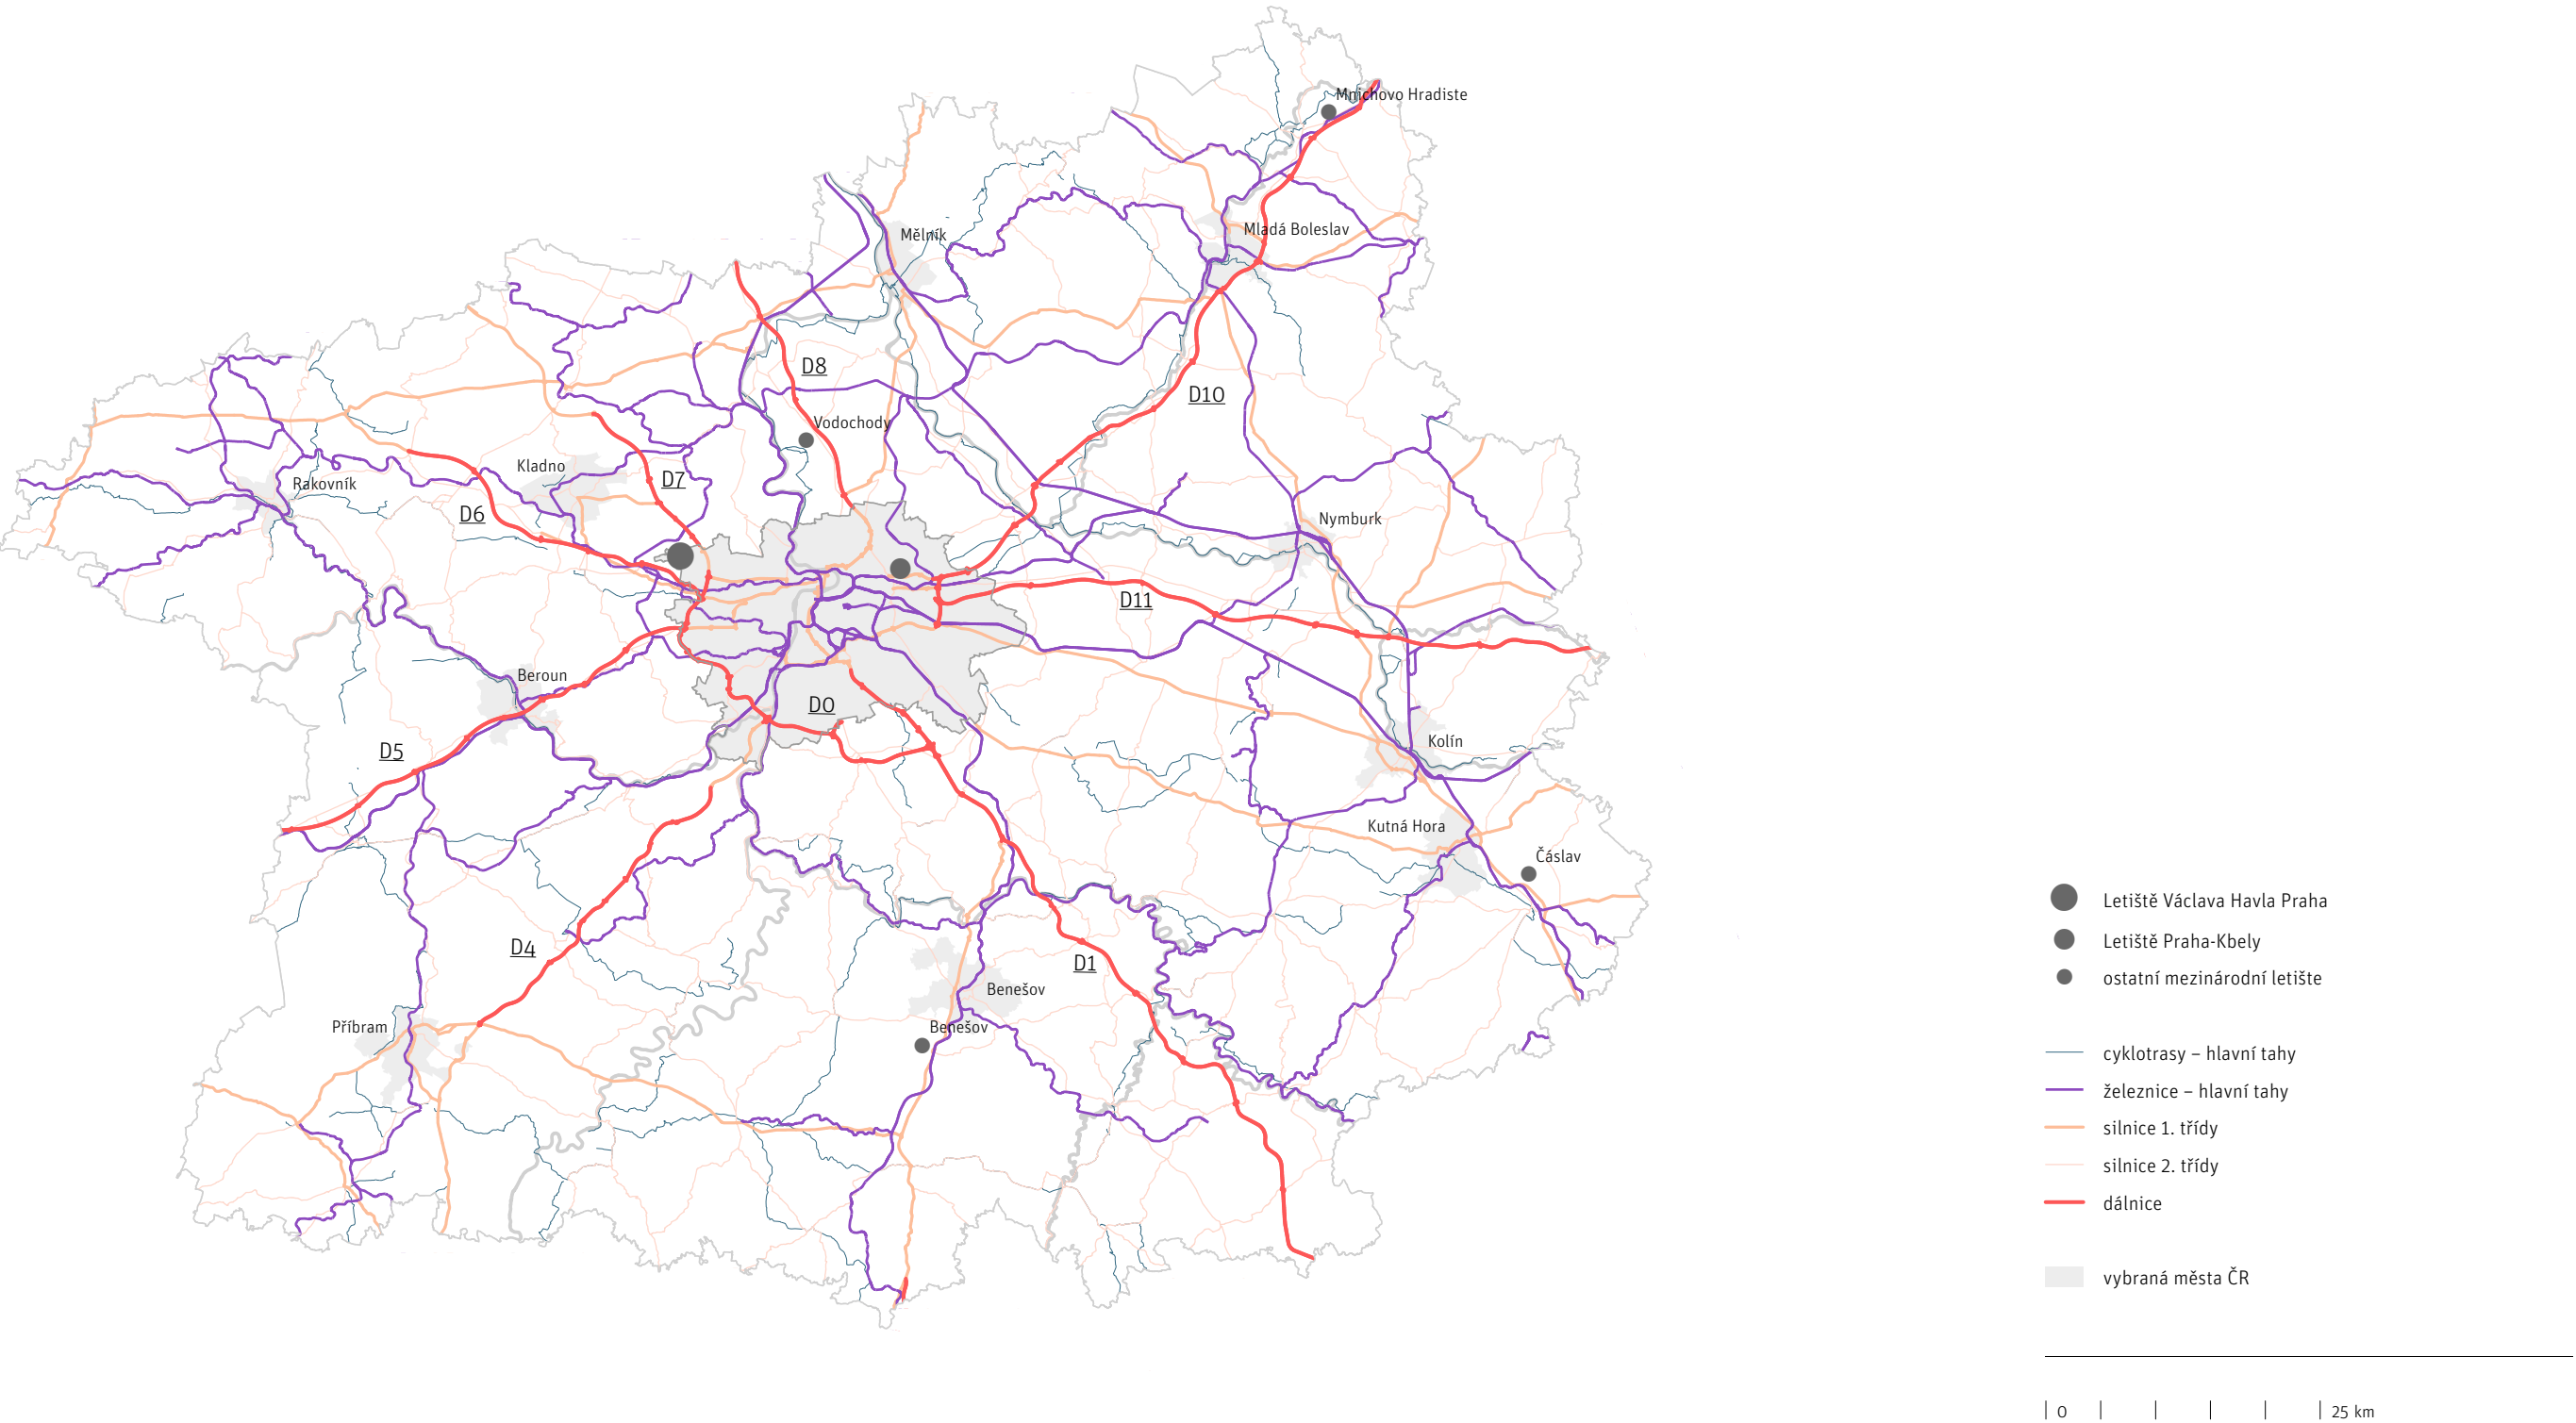 Mnichovo Hradiste
Mělník
Mladá Boleslav
D8
D10
Vodochody
Kladno
D7
Rakovník
D6
Nymburk
D11
Beroun
D0
D5
Kolín
Kutná Hora
Čáslav
D4
D1
Benešov
Příbram
Benešov
Letiště Václava Havla Praha
Letiště Praha-Kbely
ostatní mezinárodní letište
cyklotrasy – hlavní tahy
železnice – hlavní tahy
silnice 1. třídy
silnice 2. třídy
dálnice
vybraná města ČR
0 25 km